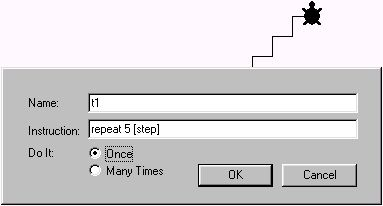 Name: t1
Instruction: repeat 5 [step]
Do It: Once
Many Times
OK Cancel